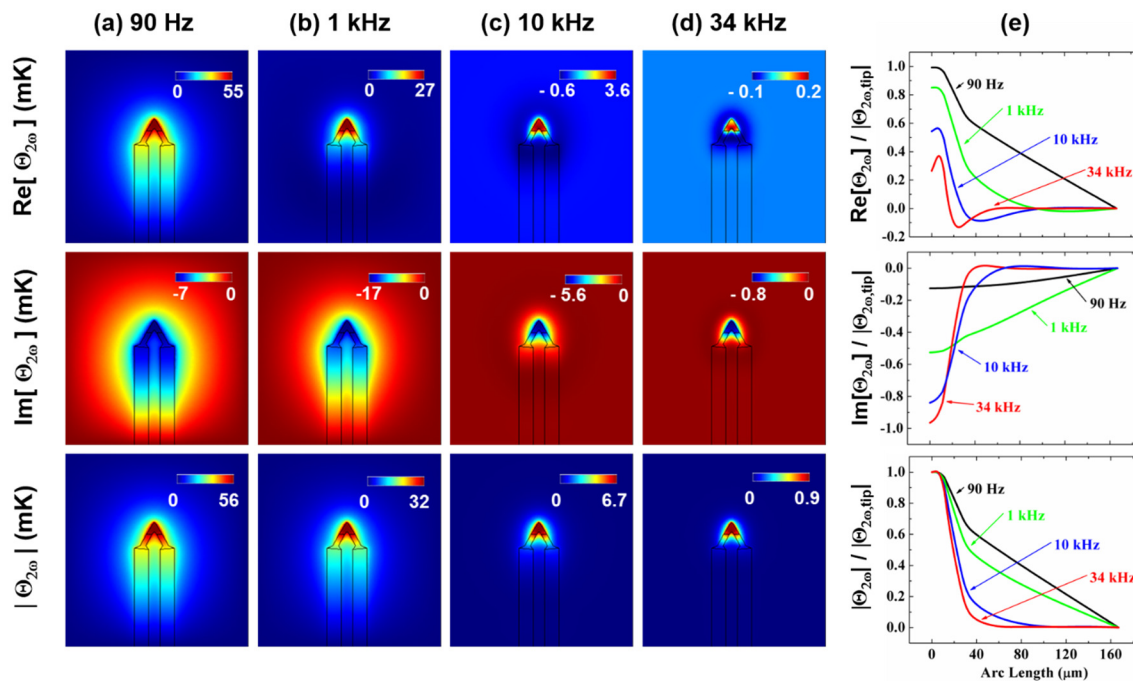 (a) 90 Hz (b) 1 kHz (c) 10 kHz (d) 34 kHz (e)
Re[ Θ2ω] (mK)
0 55
0 27
- 0.6 3.6
- 0.1 0.2
Re[Θ2ω] / |Θ2ω,tip|
1.0
0.8
0.6
0.4
0.2
0.0
-0.2
90 Hz
1 kHz
10 kHz
34 kHz
Im[ Θ2ω] (mK)
-7 0
-17 0
-5.6 0
- 0.8 0
Im[Θ2ω] / |Θ2ω,tip|
0.0
-0.2
-0.4
-0.6
-0.8
-1.0
90 Hz
1 kHz
10 kHz
34 kHz
| Θ2ω | (mK)
0 56
0 32
0 6.7
0 0.9
|Θ2ω| / |Θ2ω,tip|
1.0
0.8
0.6
0.4
0.2
0.0
90 Hz
1 kHz
10 kHz
34 kHz
0 40 80 120 160
Arc Length (μm)